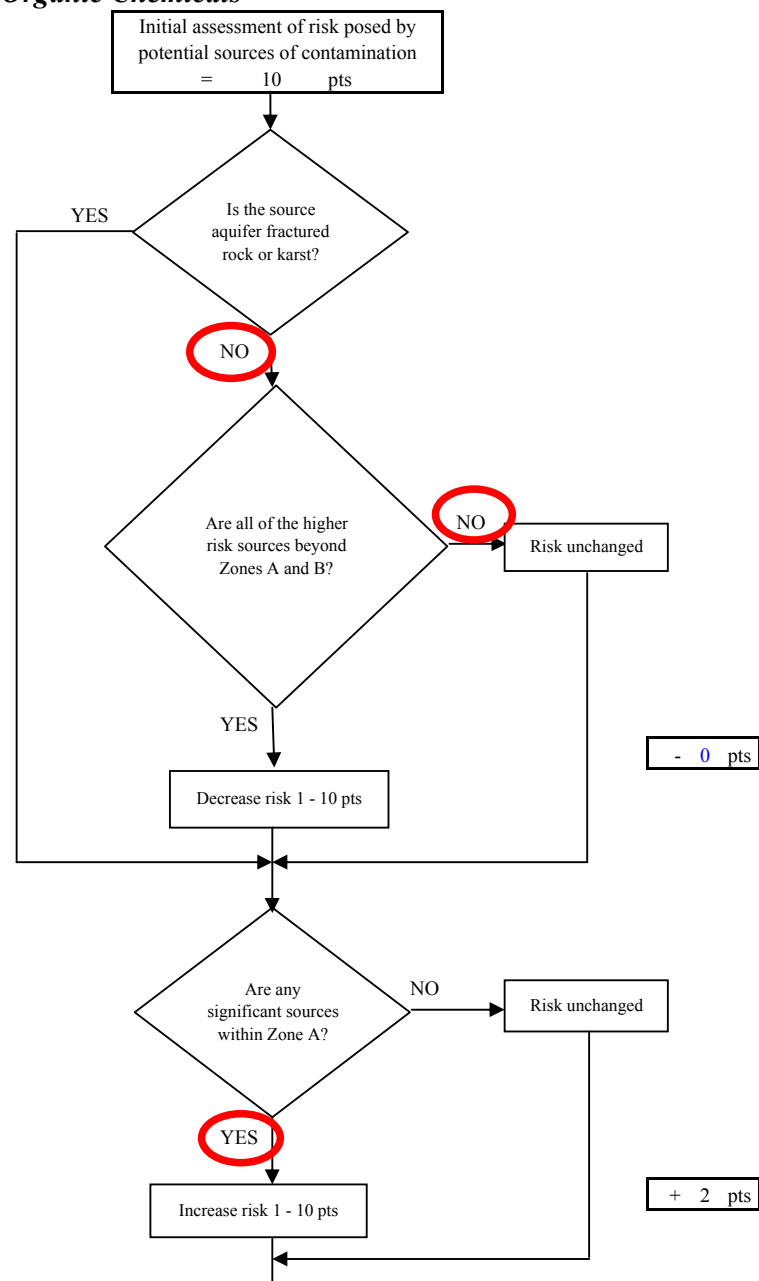 Organic Chemicals
Initial assessment of risk posed by
potential sources of contamination
= 10 pts
YES
Is the source
aquifer fractured
rock or karst?
NO
Are all of the higher
risk sources beyond
Zones A and B?
NO
Risk unchanged
YES
- 0 pts
Decrease risk 1 - 10 pts
Are any
significant sources
within Zone A?
NO
Risk unchanged
YES
Increase risk 1 - 10 pts
+ 2 pts